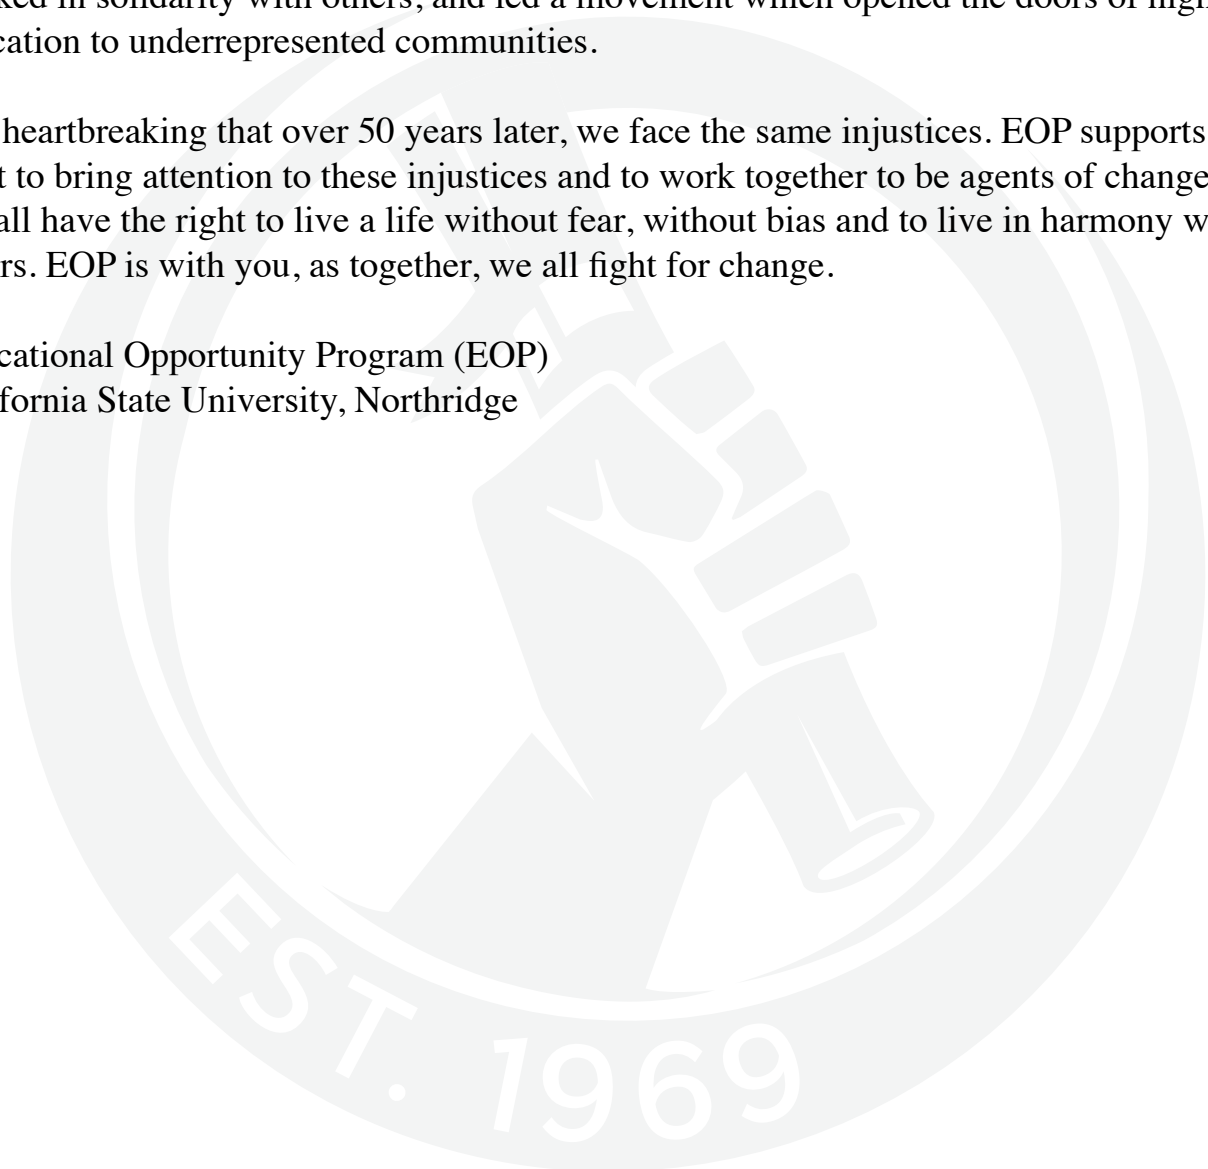 ked in solidarity with others, and led a movement which opened the doors of high
cation to underrepresented communities.
heartbreaking that over 50 years later, we face the same injustices. EOP supports
t to bring attention to these injustices and to work together to be agents of change
all have the right to live a life without fear, without bias and to live in harmony w
rs. EOP is with you, as together, we all fight for change.
cational Opportunity Program (EOP)
fornia State University, Northridge
EST. 1969